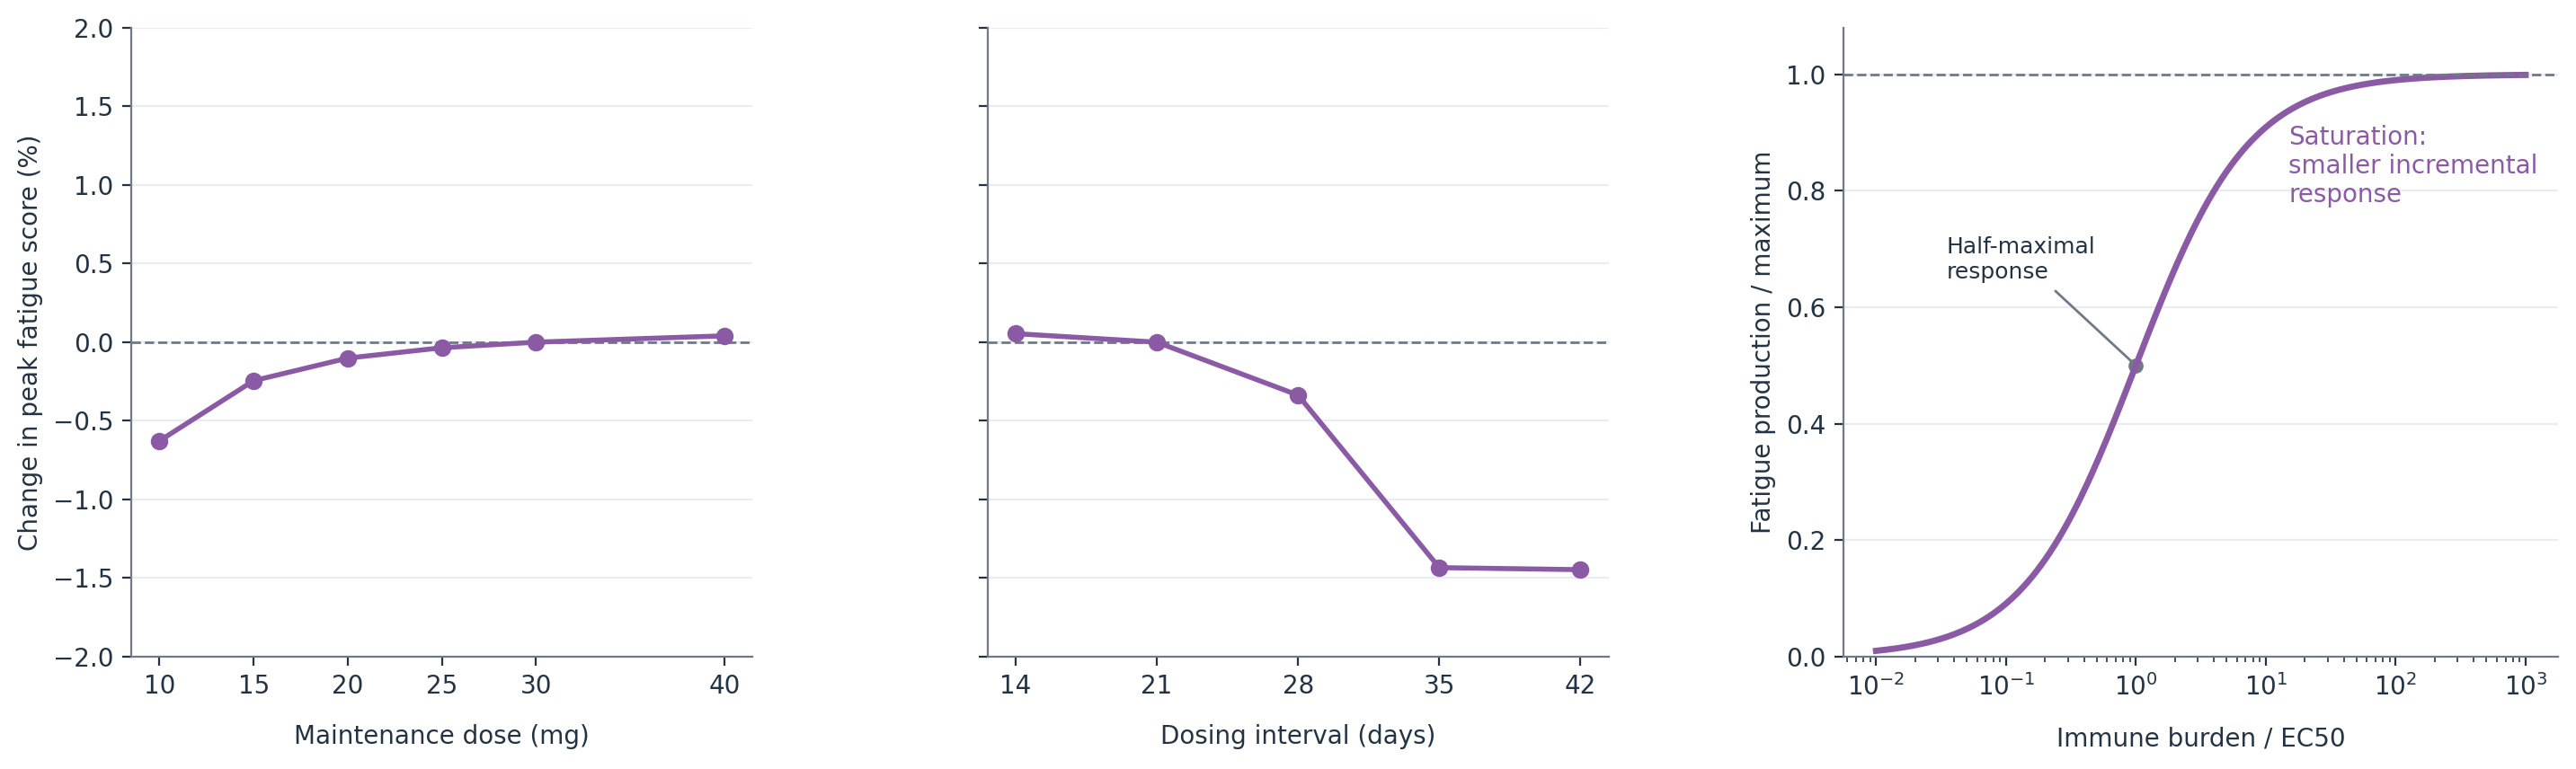 Change in peak fatigue score (%)
2.0
1.5
1.0
0.5
0.0
−0.5
−1.0
−1.5
−2.0
10 15 20 25 30 40
Maintenance dose (mg)
14 21 28 35 42
Dosing interval (days)
Fatigue production / maximum
1.0
0.8
0.6
0.4
0.2
0.0
Saturation:
smaller incremental
response
Half-maximal
response
10⁻² 10⁻¹ 10⁰ 10¹ 10² 10³
Immune burden / EC50